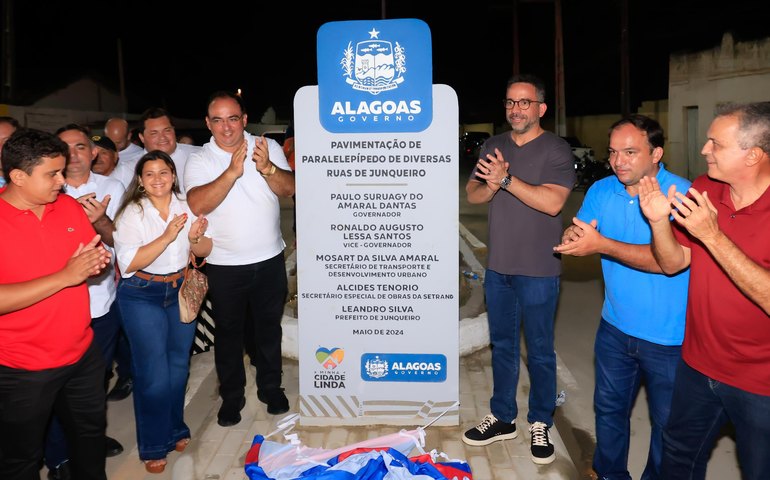 ALAGOAS
GOVERNO
PAVIMENTAÇÃO DE
PARALELEPÍPEDO DE DIVERSAS
RUAS DE JUNQUEIRO
PAULO SURUAGY DO
AMARAL DANTAS
GOVERNADOR
RONALDO AUGUSTO
LESSA SANTOS
VICE - GOVERNADOR
MOSART DA SILVA AMARAL
SECRETÁRIO DE TRANSPORTE E
DESENVOLVIMENTO URBANO
ALCIDES TENORIO
SECRETÁRIO ESPECIAL DE OBRAS DA SETRAND
LEANDRO SILVA
PREFEITO DE JUNQUEIRO
MAIO DE 2024
MINHA
CIDADE
LINDA
ALAGOAS
GOVERNO